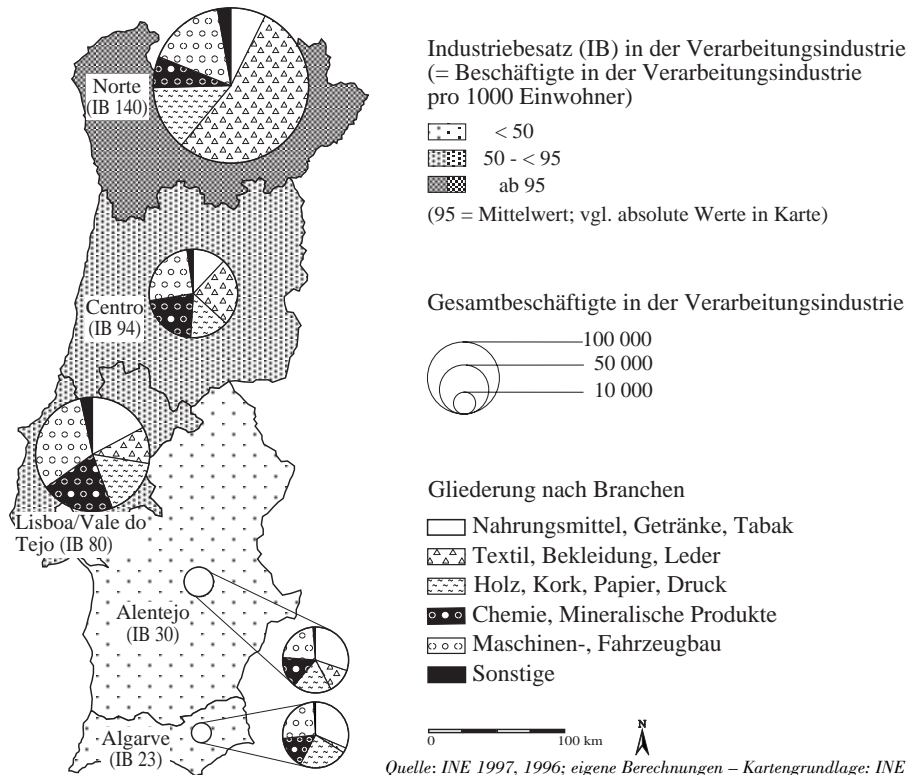 Norte
(IB 140)
Centro
(IB 94)
Lisboa/Vale do
Tejo (IB 80)
Alentejo
(IB 30)
Algarve
(IB 23)
Industriebesatz (IB) in der Verarbeitungsindustrie
(= Beschäftigte in der Verarbeitungsindustrie
pro 1000 Einwohner)
< 50
50 - < 95
ab 95
(95 = Mittelwert; vgl. absolute Werte in Karte)
Gesamtbeschäftigte in der Verarbeitungsindustrie
100 000
50 000
10 000
Gliederung nach Branchen
Nahrungsmittel, Getränke, Tabak
Textil, Bekleidung, Leder
Holz, Kork, Papier, Druck
Chemie, Mineralische Produkte
Maschinen-, Fahrzeugbau
Sonstige
0 100 km
N
Quelle: INE 1997, 1996; eigene Berechnungen – Kartengrundlage: INE